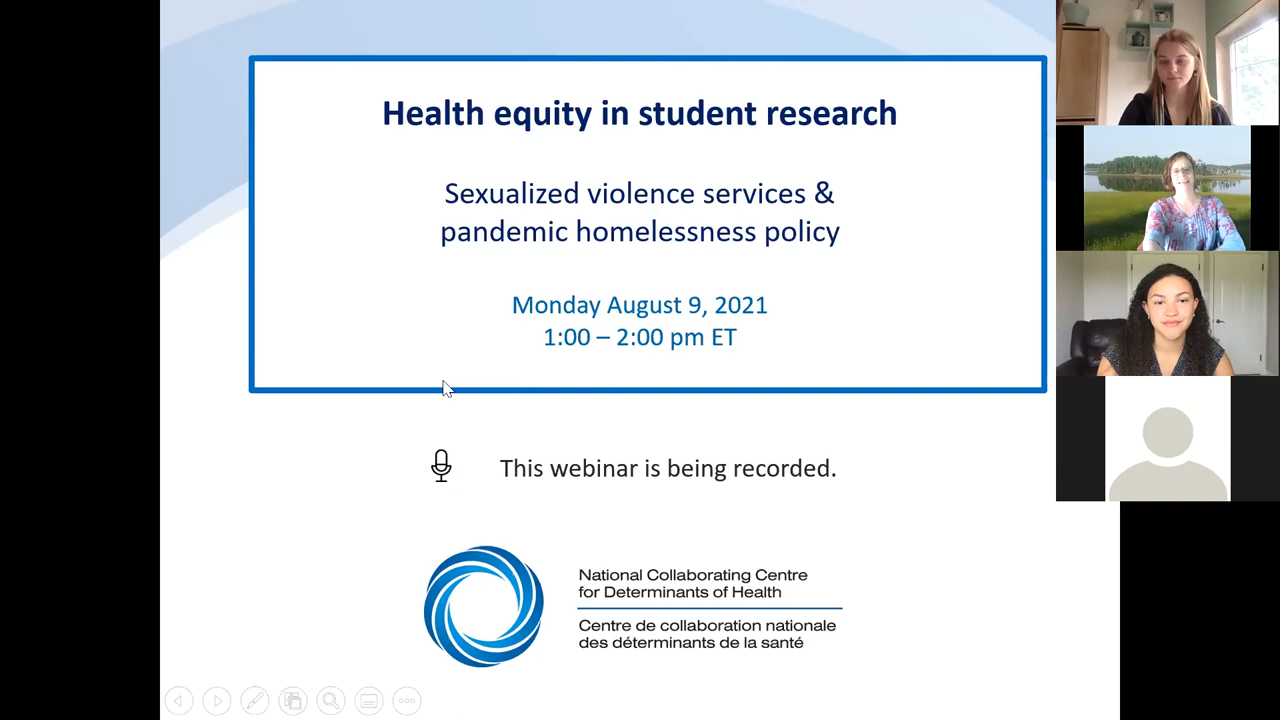 Health equity in student research
Sexualized violence services &
pandemic homelessness policy
Monday August 9, 2021
1:00 – 2:00 pm ET
This webinar is being recorded.
National Collaborating Centre
for Determinants of Health
Centre de collaboration nationale
des déterminants de la santé